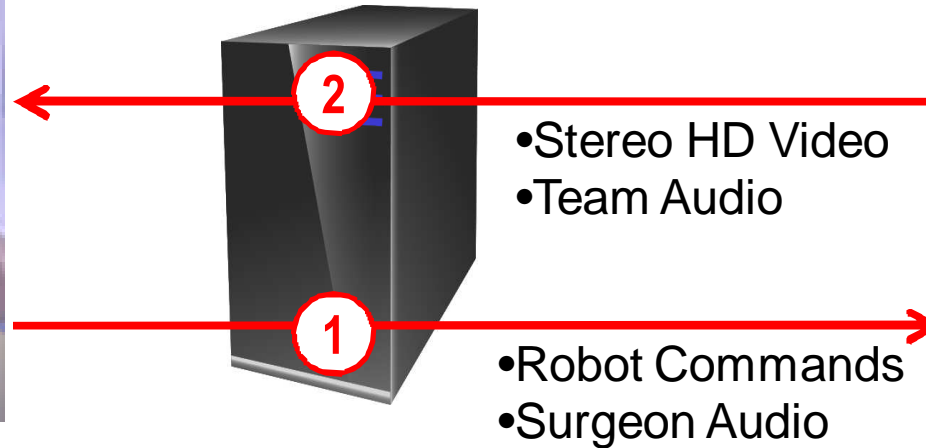 2
•Stereo HD Video
•Team Audio
1
•Robot Commands
•Surgeon Audio